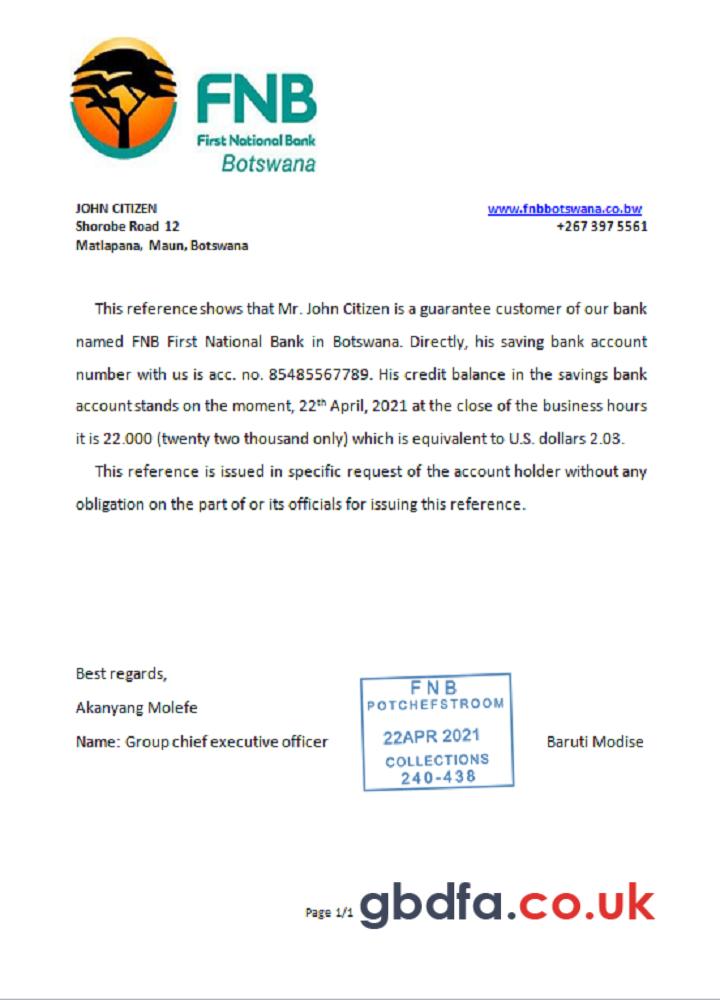 FNB
First National Bank
Botswana
JOHN CITIZEN
Shorobe Road 12
Matlapana, Maun, Botswana
www.fnbbotswana.co.bw
+267 397 5561
This reference shows that Mr. John Citizen is a guarantee customer of our bank
named FNB First National Bank in Botswana. Directly, his saving bank account
number with us is acc. no. 85485567789. His credit balance in the savings bank
account stands on the moment, 22th April, 2021 at the close of the business hours
it is 22.000 (twenty two thousand only) which is equivalent to U.S. dollars 2.03.
This reference is issued in specific request of the account holder without any
obligation on the part of or its officials for issuing this reference.
Best regards,
Akanyang Molefe
Name: Group chief executive officer
FNB
POTCHEFSTROOM
22APR 2021
COLLECTIONS
240-438
Baruti Modise
Page 1/1
gbdfa.co.uk